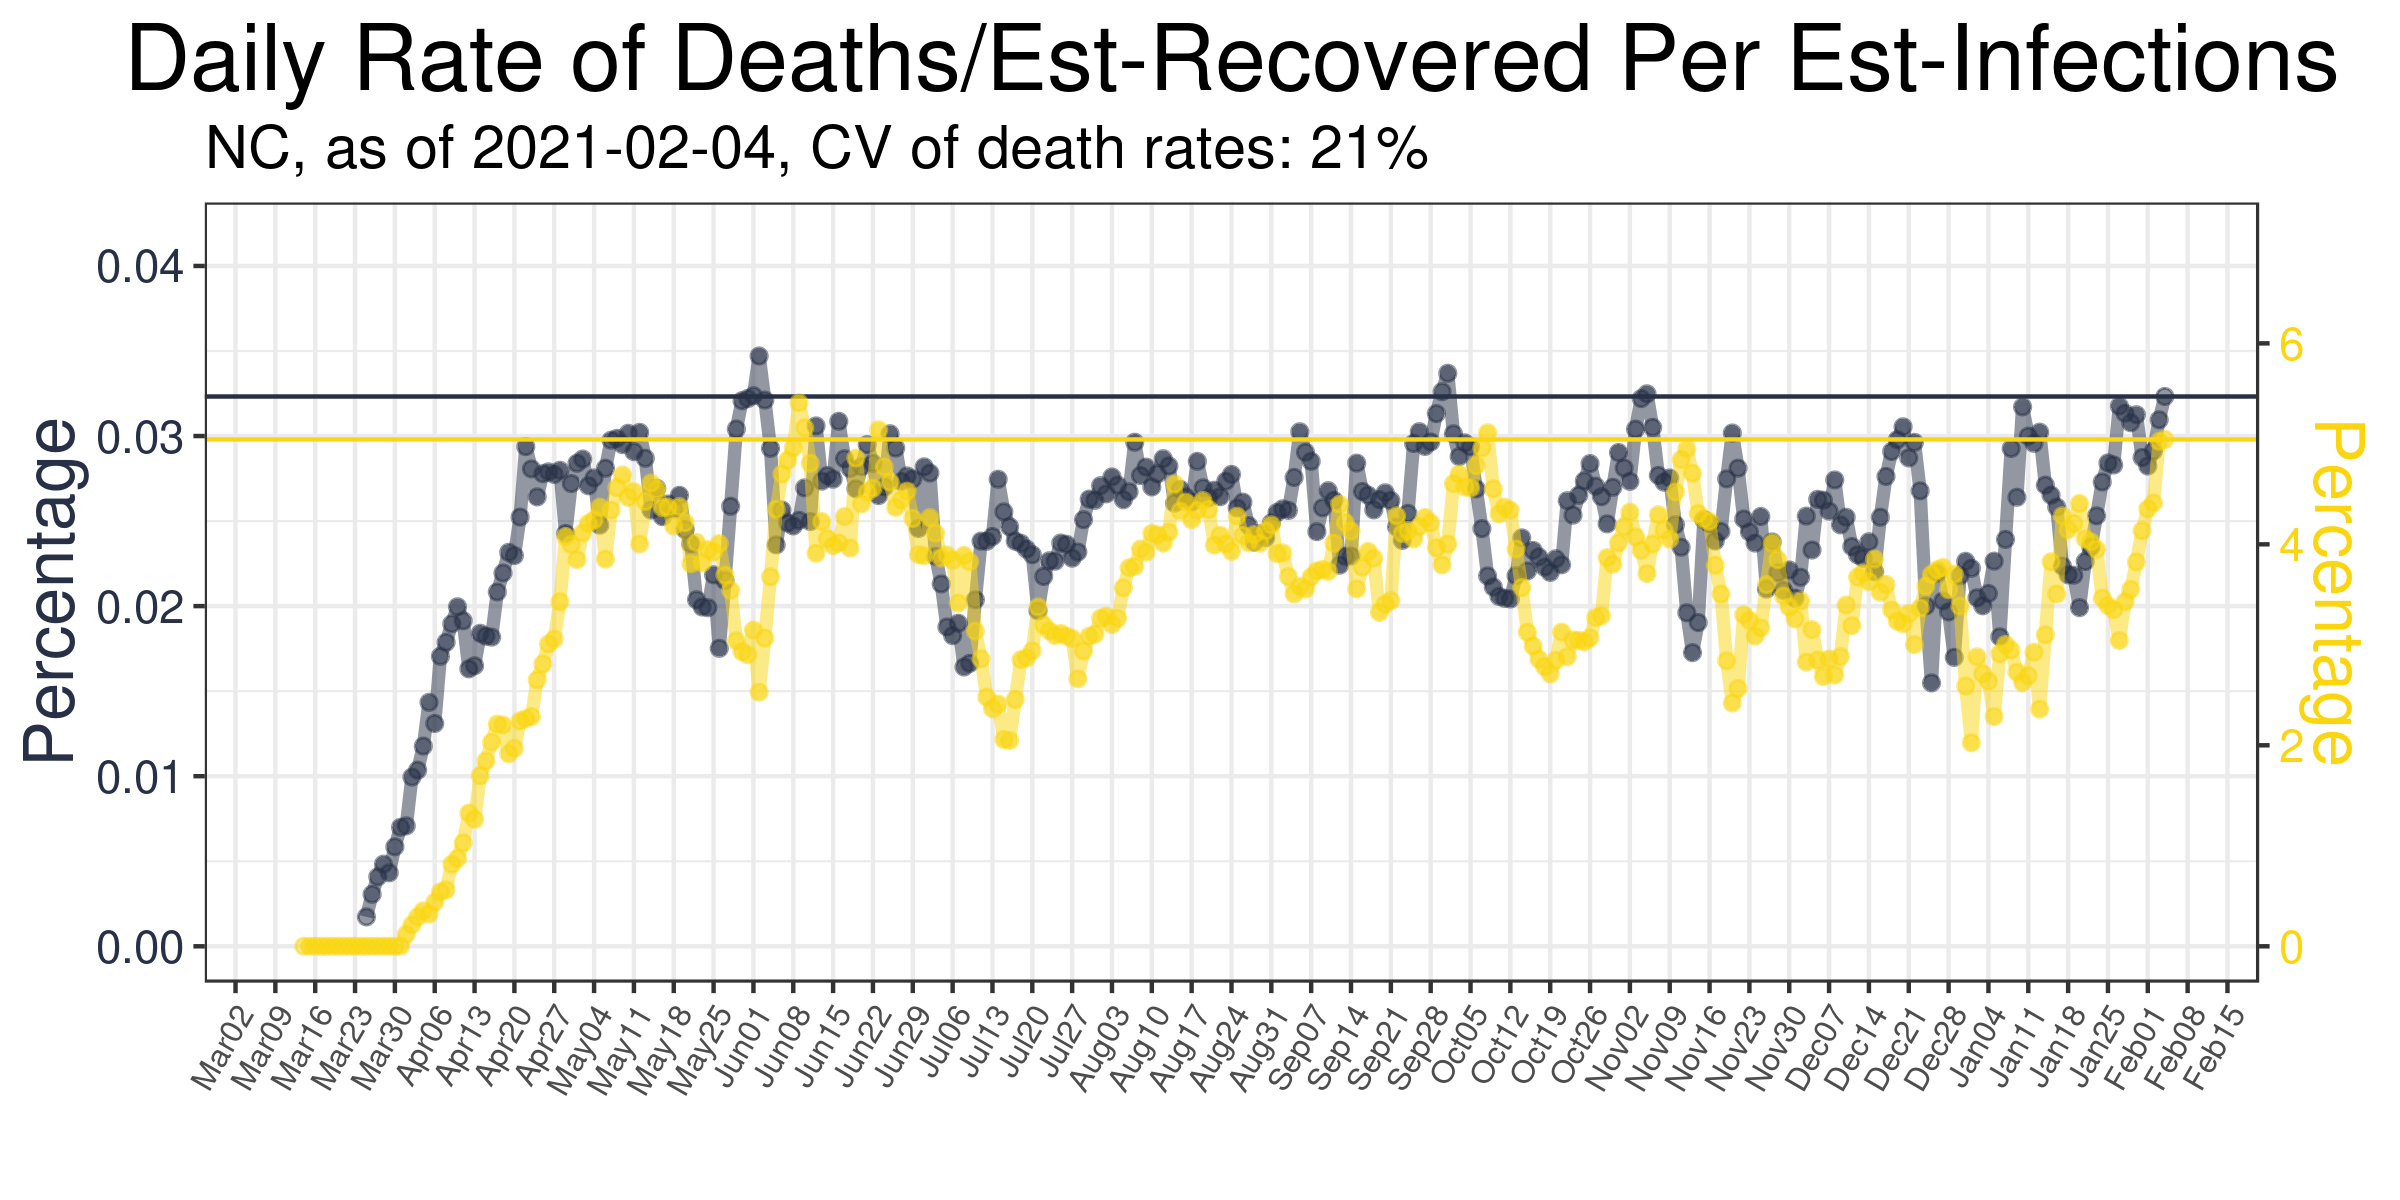 Daily Rate of Deaths/Est-Recovered Per Est-Infections
NC, as of 2021-02-04, CV of death rates: 21%
Percentage
0.04
0.03
0.02
0.01
0.00
6
4
2
0
Percentage
Mar02 Mar09 Mar16 Mar23 Mar30 Apr06 Apr13 Apr20 Apr27 May04 May11 May18 May25 Jun01 Jun08 Jun15 Jun22 Jun29 Jul06 Jul13 Jul20 Jul27 Aug03 Aug10 Aug17 Aug24 Aug31 Sep07 Sep14 Sep21 Sep28 Oct05 Oct12 Oct19 Oct26 Nov02 Nov09 Nov16 Nov23 Nov30 Dec07 Dec14 Dec21 Dec28 Jan04 Jan11 Jan18 Jan25 Feb01 Feb08 Feb15